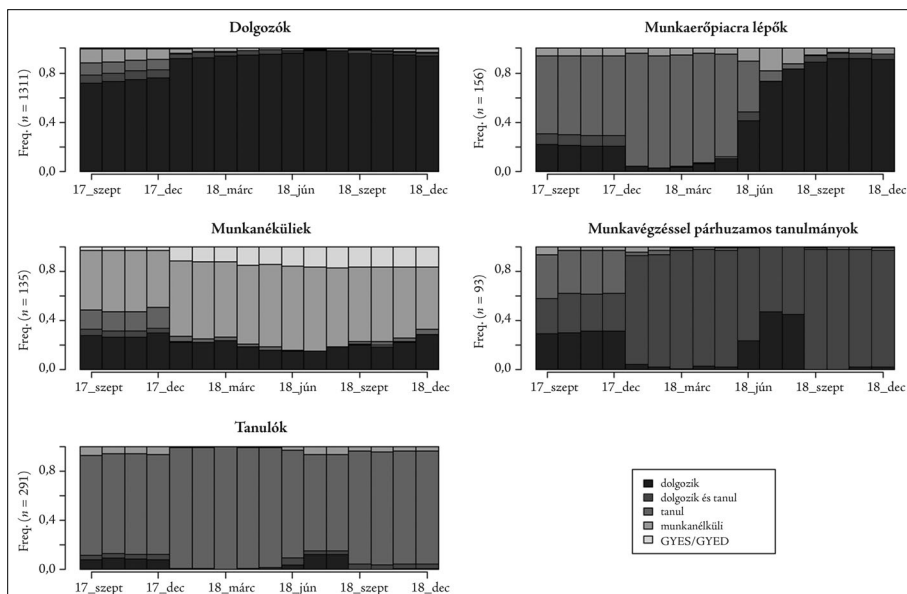 Dolgozók
Freq. (n = 1311)
0,8
0,4
0,0
17_szept 17_dec 18_márc 18_jún 18_szept 18_dec
Munkaerőpiacra lépők
Freq. (n = 156)
0,8
0,4
0,0
17_szept 17_dec 18_márc 18_jún 18_szept 18_dec
Munkanéküliek
Freq. (n = 135)
0,8
0,4
0,0
17_szept 17_dec 18_márc 18_jún 18_szept 18_dec
Munkavégzéssel párhuzamos tanulmányok
Freq. (n = 93)
0,8
0,4
0,0
17_szept 17_dec 18_márc 18_jún 18_szept 18_dec
Tanulók
Freq. (n = 291)
0,8
0,4
0,0
17_szept 17_dec 18_márc 18_jún 18_szept 18_dec
dolgozik
dolgozik és tanul
tanul
munkanélküli
GYES/GYED